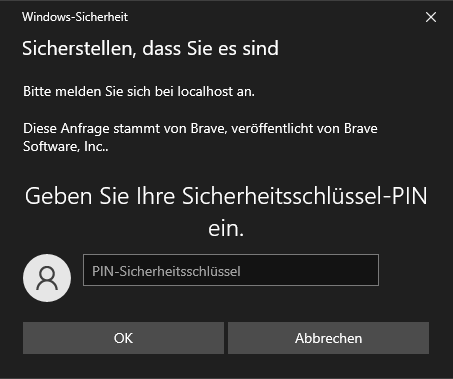 Windows-Sicherheit
Sicherstellen, dass Sie es sind
Bitte melden Sie sich bei localhost an.
Diese Anfrage stammt von Brave, veröffentlicht von Brave
Software, Inc..
Geben Sie Ihre Sicherheitsschlüssel-PIN
ein.
PIN-Sicherheitsschlüssel
OK
Abbrechen